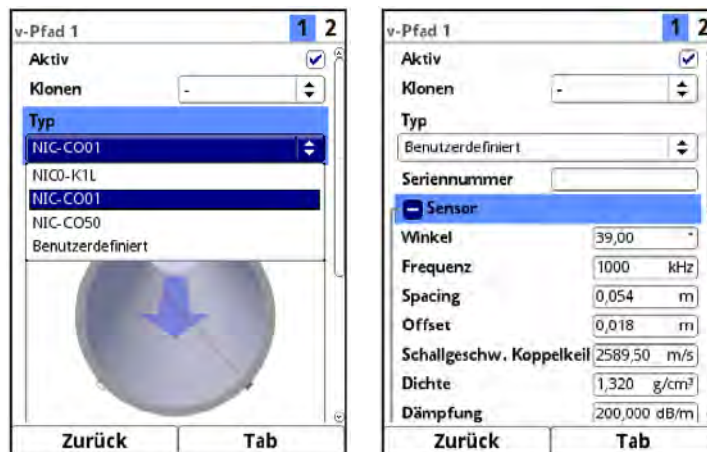 v-Pfad 1 1 2
Aktiv
Klonen -
Typ
NIC-CO01
NIC0-K1L
NIC-CO01
NIC-CO50
Benutzerdefiniert
Zurück Tab
v-Pfad 1 1 2
Aktiv
Klonen -
Typ
Benutzerdefiniert
Seriennummer
Sensor
Winkel 39,00 °
Frequenz 1000 kHz
Spacing 0,054 m
Offset 0,018 m
Schallgeschw. Koppelkeil 2589,50 m/s
Dichte 1,320 g/cm³
Dämpfung 200,000 dB/m
Zurück Tab